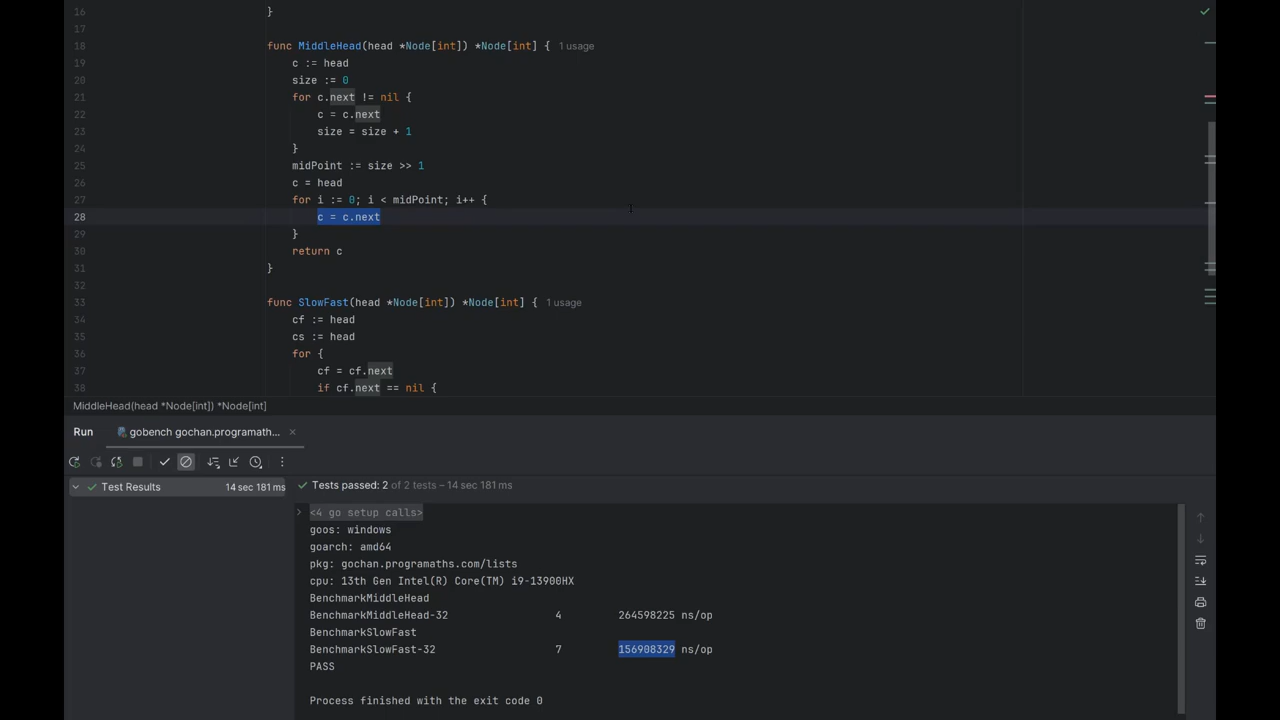 16 }
17
18 func MiddleHead(head *Node[int]) *Node[int] { 1 usage
19 c := head
20 size := 0
21 for c.next != nil {
22 c = c.next
23 size = size + 1
24 }
25 midPoint := size >> 1
26 c = head
27 for i := 0; i < midPoint; i++ {
28 c = c.next
29 }
30 return c
31 }
32
33 func SlowFast(head *Node[int]) *Node[int] { 1 usage
34 cf := head
35 cs := head
36 for {
37 cf = cf.next
38 if cf.next == nil {
MiddleHead(head *Node[int]) *Node[int]
Run gobench gochan.programath...
Test Results 14 sec 181 ms
Tests passed: 2 of 2 tests – 14 sec 181 ms
<4 go setup calls>
goos: windows
goarch: amd64
pkg: gochan.programaths.com/lists
cpu: 13th Gen Intel(R) Core(TM) i9-13900HX
BenchmarkMiddleHead
BenchmarkMiddleHead-32 4 264598225 ns/op
BenchmarkSlowFast
BenchmarkSlowFast-32 7 156908329 ns/op
PASS
Process finished with the exit code 0